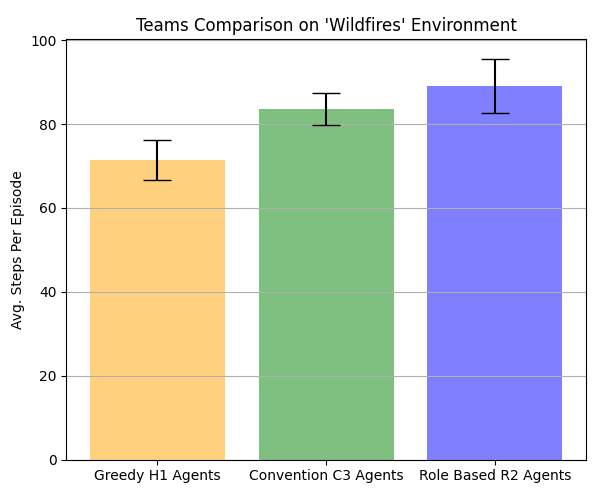 Teams Comparison on 'Wildfires' Environment
Avg. Steps Per Episode
100
80
60
40
20
0
Greedy H1 Agents
Convention C3 Agents
Role Based R2 Agents